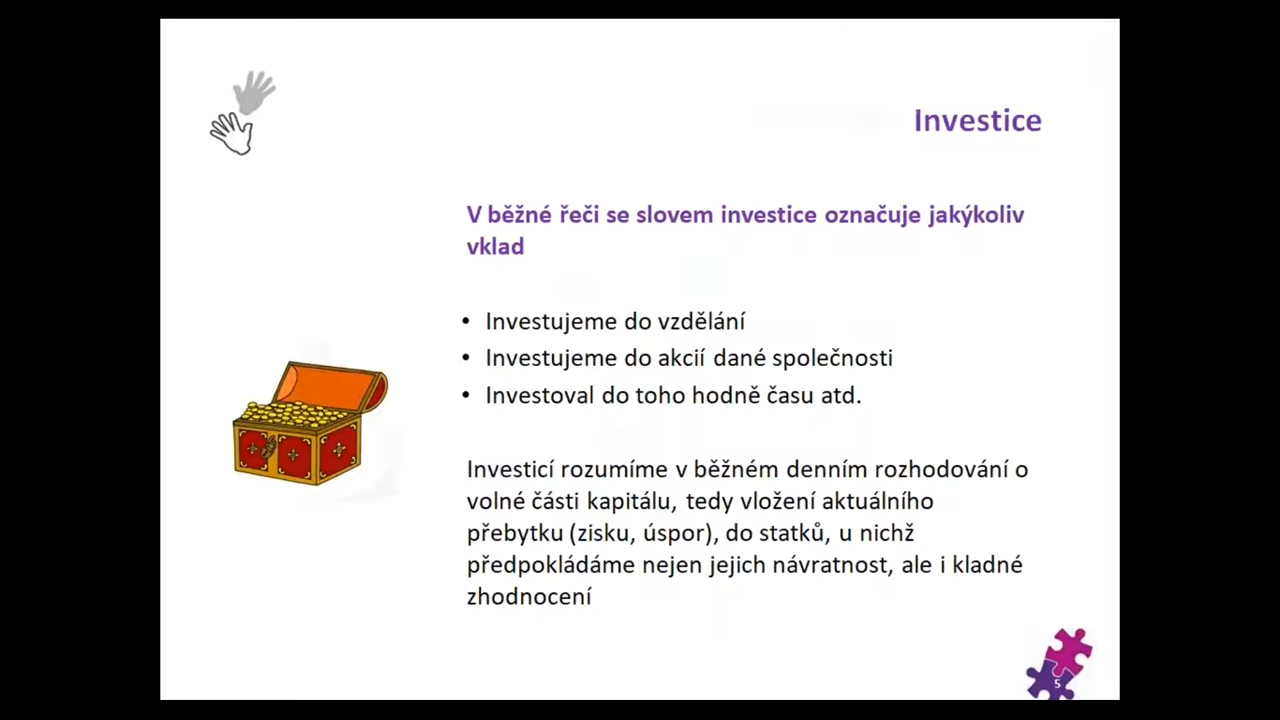 Investice
V běžné řeči se slovem investice označuje jakýkoliv
vklad
• Investujeme do vzdělání
• Investujeme do akcií dané společnosti
• Investoval do toho hodně času atd.
Investicí rozumíme v běžném denním rozhodování o
volné části kapitálu, tedy vložení aktuálního
přebytku (zisku, úspor), do statků, u nichž
předpokládáme nejen jejich návratnost, ale i kladné
zhodnocení
5